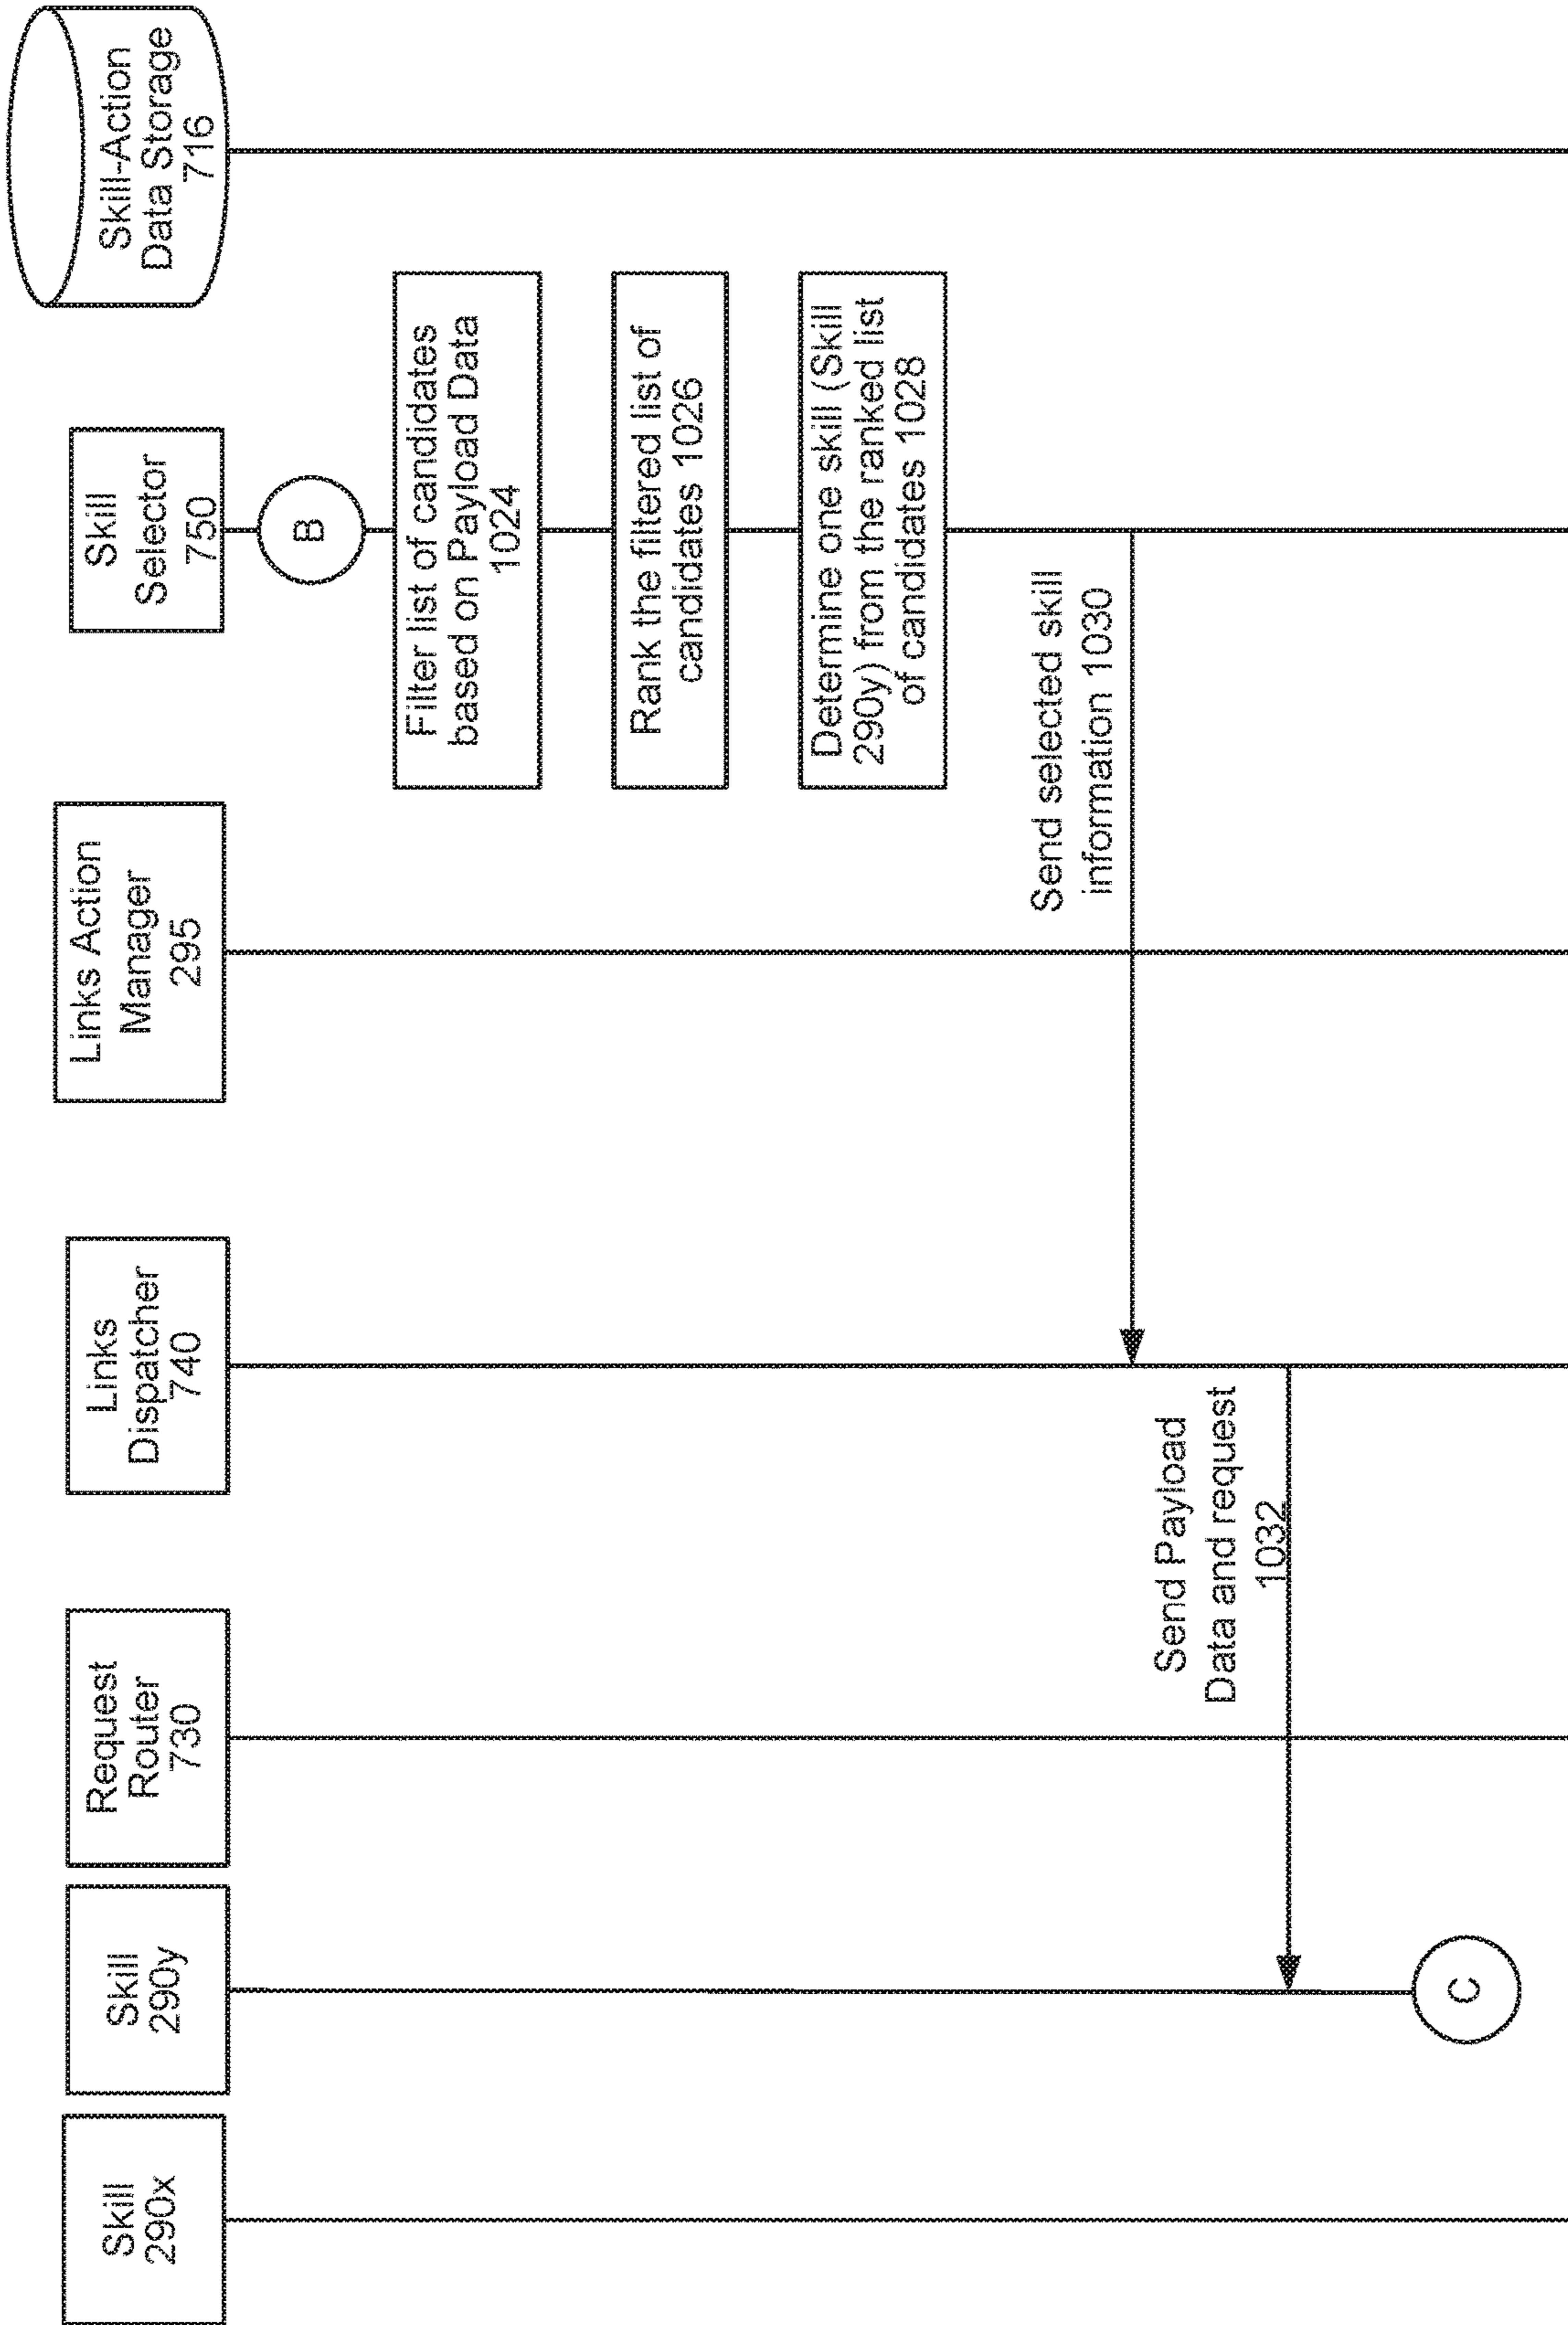 Skill
290x
Skill
290y
Request
Router
730
Links
Dispatcher
740
Links Action
Manager
295
Skill
Selector
750
Skill-Action
Data Storage
716
B
Filter list of candidates
based on Payload Data
1024
Rank the filtered list of
candidates 1026
Determine one skill (Skill
290y) from the ranked list
of candidates 1028
Send selected skill
information 1030
Send Payload
Data and request
1032
C